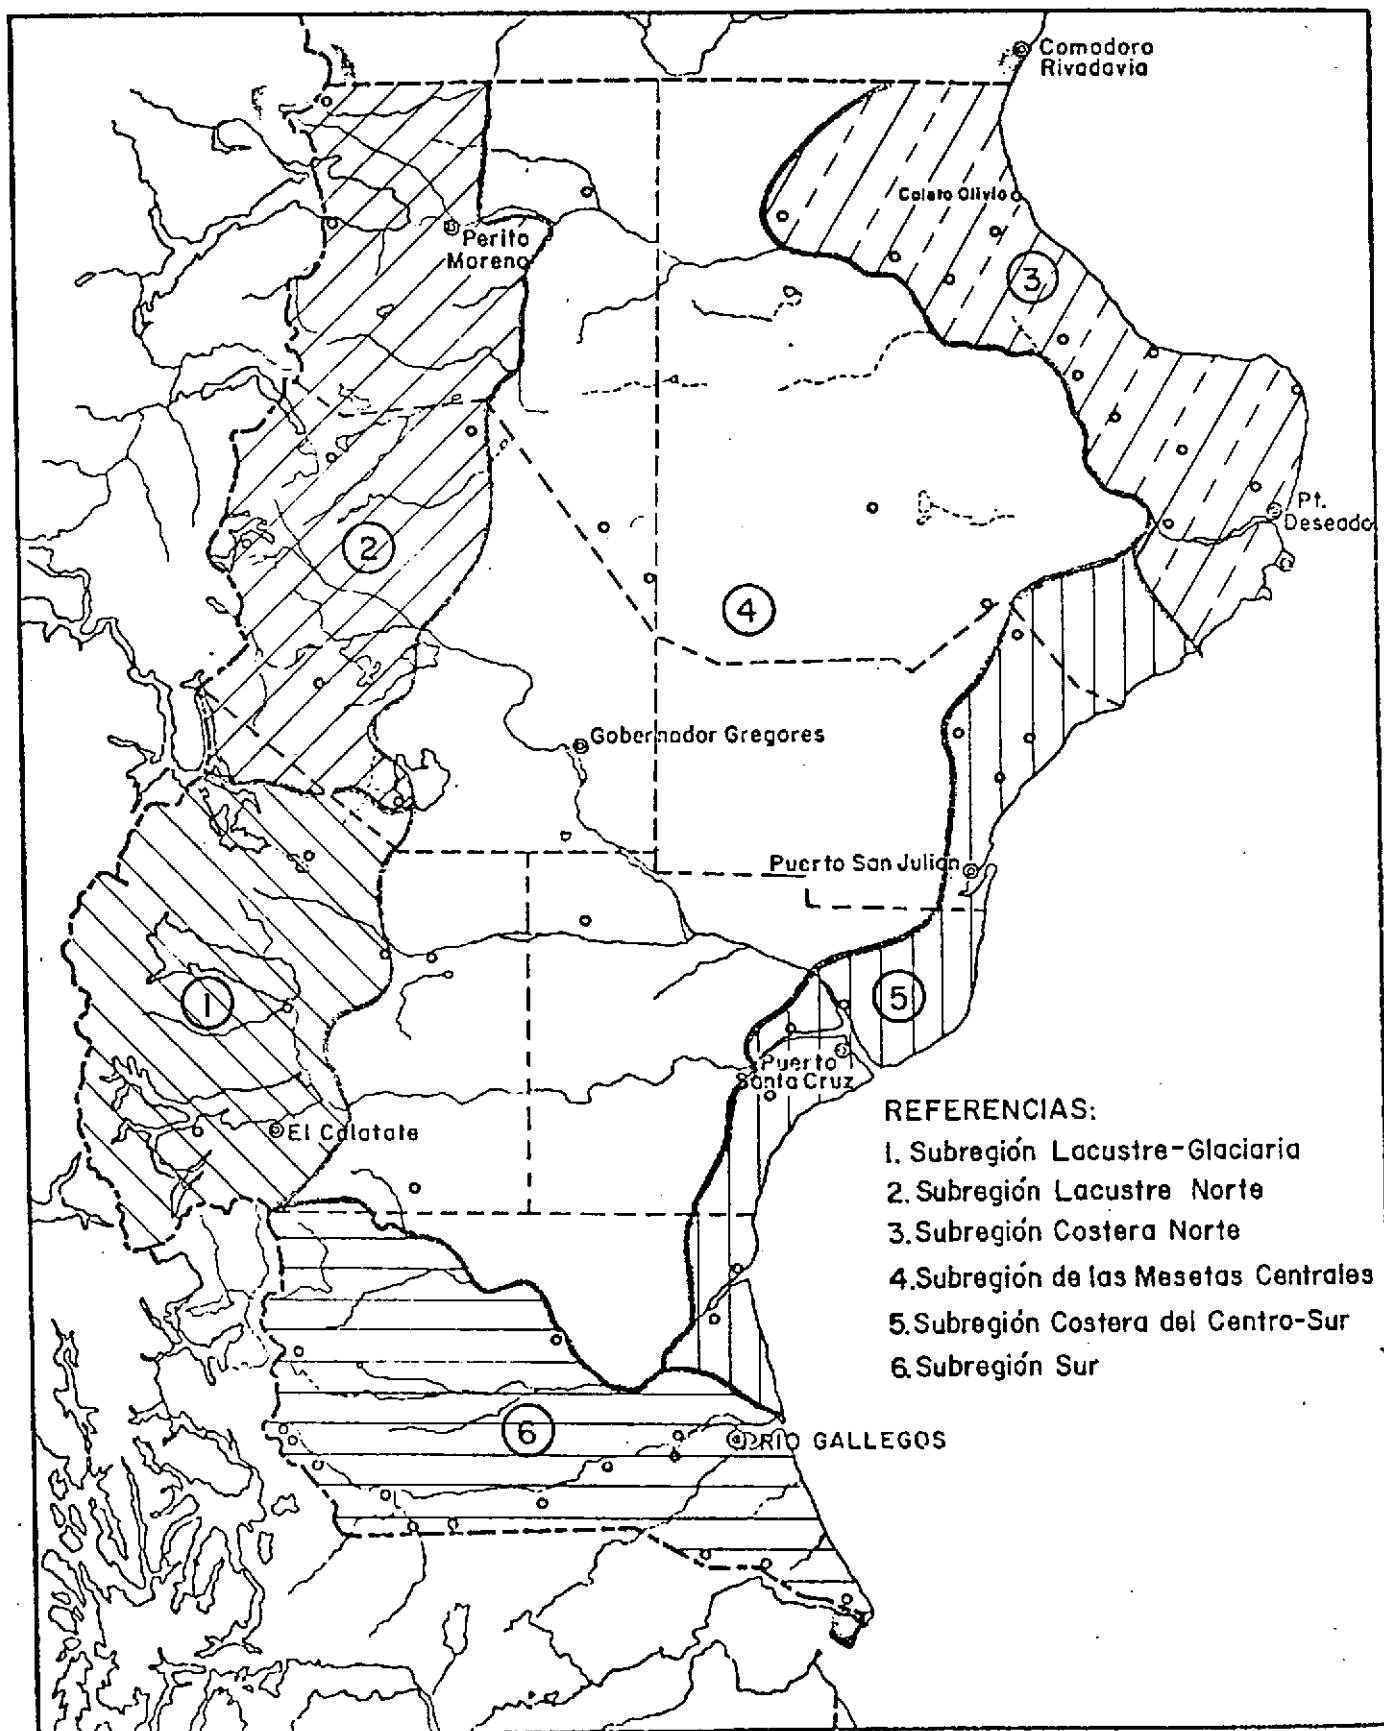 Comodoro
Rivadavia
Caleta Olivia
3
Perito
Moreno
Pt.
Deseado
2
4
Gobernador Gregores
Puerto San Julián
1
5
Puerto
Santa Cruz
El Calafate
REFERENCIAS:
1. Subregión Lacustre-Glaciaria
2. Subregión Lacustre Norte
3. Subregión Costera Norte
4. Subregión de las Mesetas Centrales
5. Subregión Costera del Centro-Sur
6. Subregión Sur
6
RIO GALLEGOS